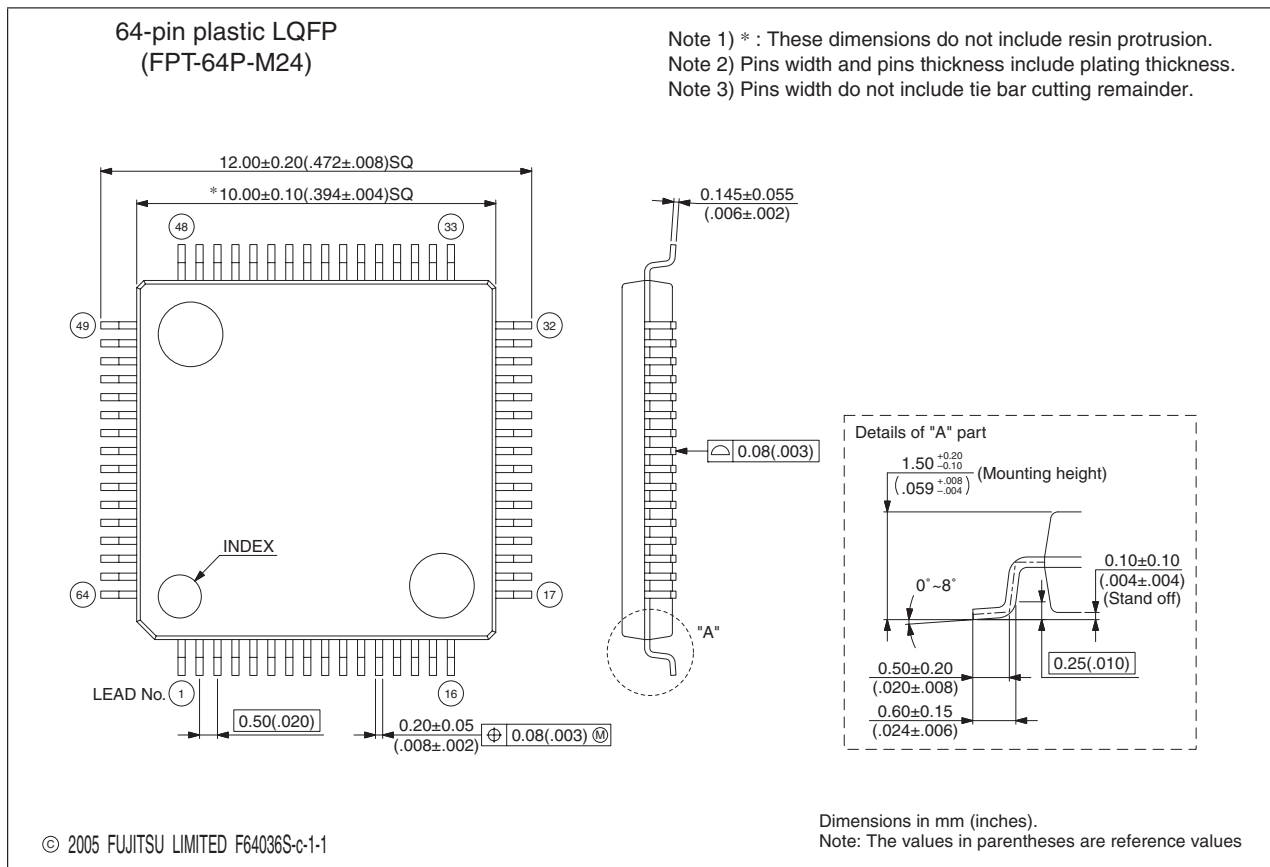 64-pin plastic LQFP
(FPT-64P-M24)
Note 1) * : These dimensions do not include resin protrusion.
Note 2) Pins width and pins thickness include plating thickness.
Note 3) Pins width do not include tie bar cutting remainder.
12.00±0.20(.472±.008)SQ
*10.00±0.10(.394±.004)SQ
0.145±0.055
(.006±.002)
48
33
49
32
0.08(.003)
INDEX
64
17
"A"
LEAD No. 1
16
0.50(.020)
0.20±0.05
(.008±.002)
⌖ 0.08(.003) Ⓜ
Details of "A" part
1.50 +0.20 −0.10 (Mounting height)
(.059 +.008 −.004)
0˚~8˚
0.10±0.10
(.004±.004)
(Stand off)
0.50±0.20
(.020±.008)
0.25(.010)
0.60±0.15
(.024±.006)
© 2005 FUJITSU LIMITED F64036S-c-1-1
Dimensions in mm (inches).
Note: The values in parentheses are reference values